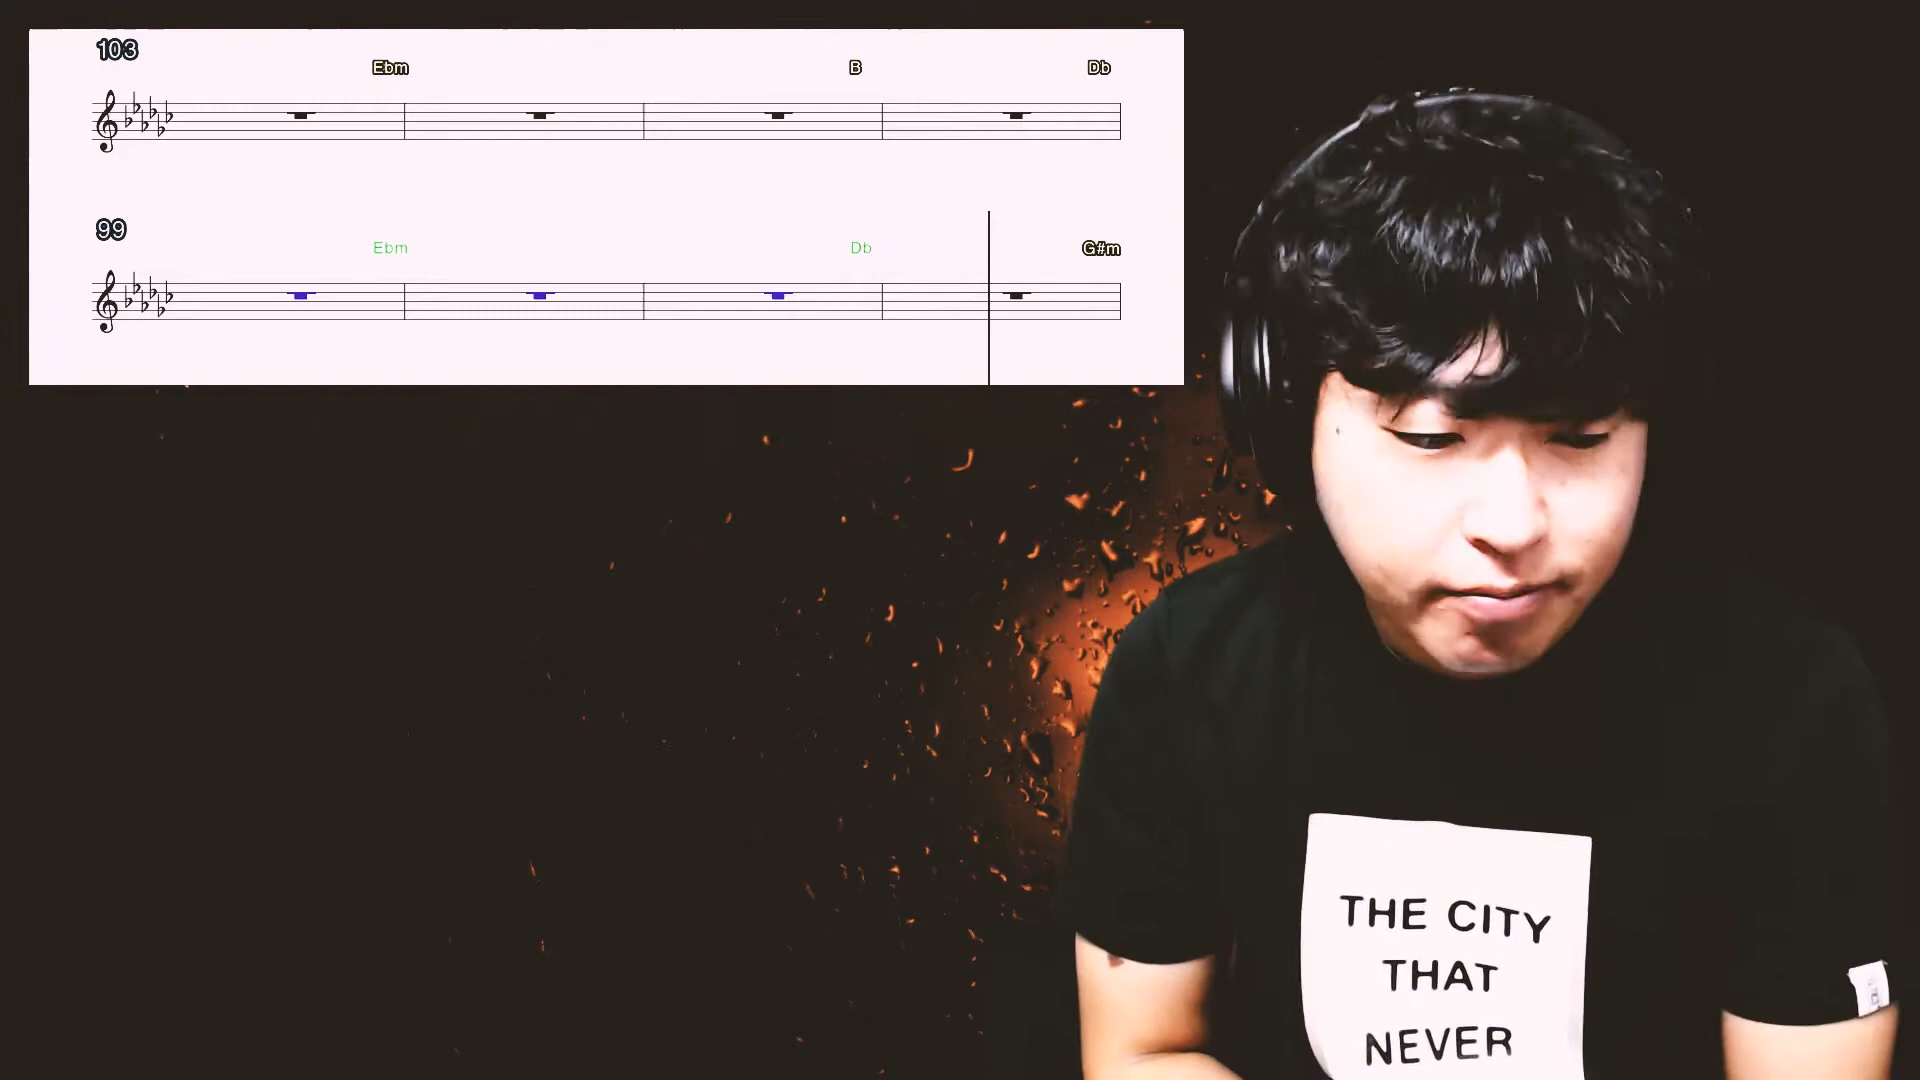 103
Ebm B Db
99
Ebm Db G#m
THE CITY
THAT
NEVER